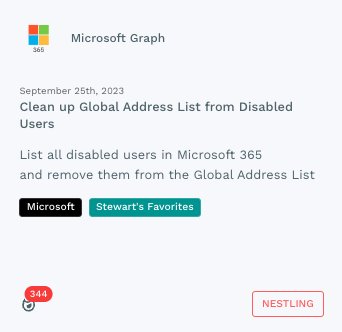 365
Microsoft Graph
September 25th, 2023
Clean up Global Address List from Disabled
Users
List all disabled users in Microsoft 365
and remove them from the Global Address List
Microsoft Stewart's Favorites
344
NESTLING